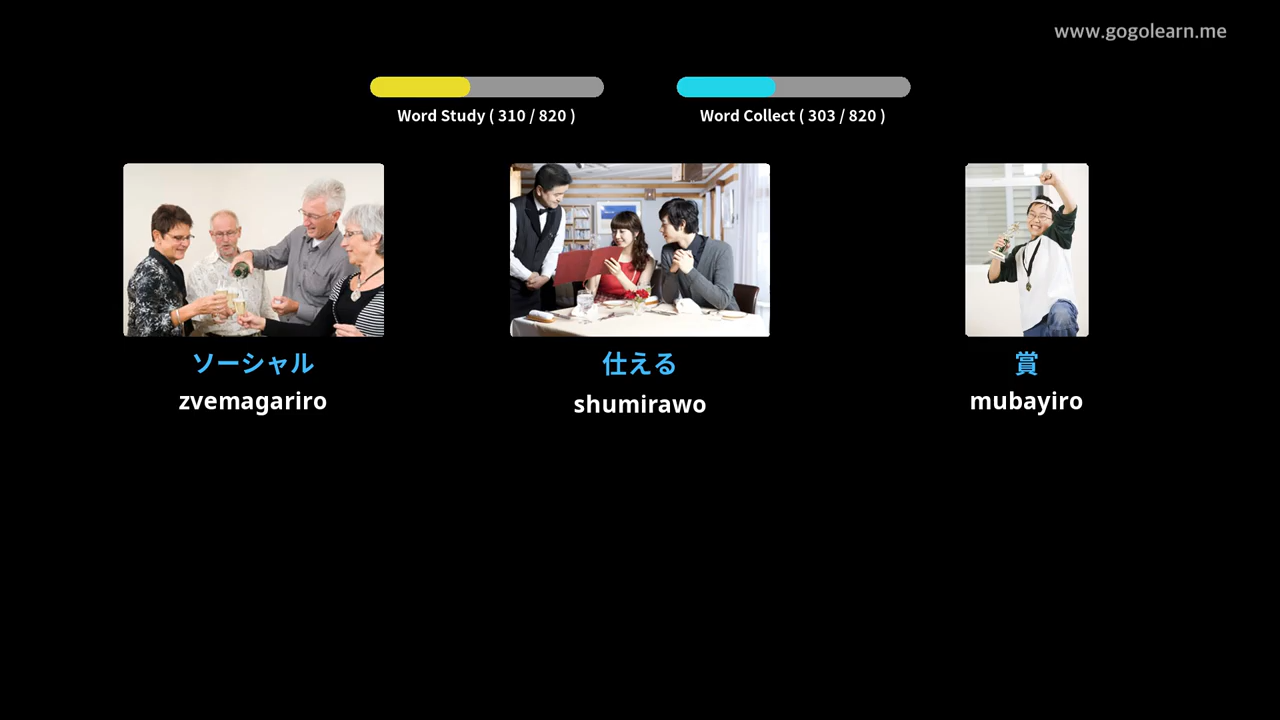 www.gogolearn.me
Word Study ( 310 / 820 )
Word Collect ( 303 / 820 )
ソーシャル
zvemagariro
仕える
shumirawo
賞
mubayiro